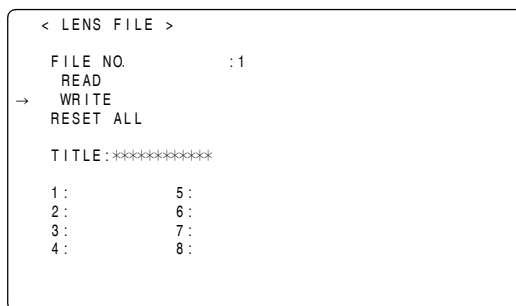 < LENS FILE >
FILE NO. :1
READ
→ WRITE
RESET ALL
TITLE:************
1: 5:
2: 6:
3: 7:
4: 8: